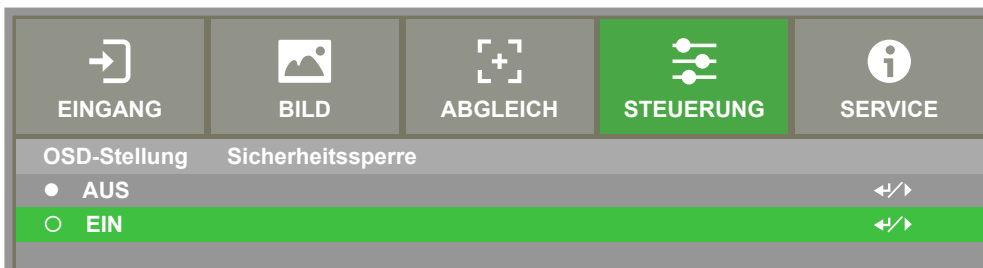 EINGANG BILD ABGLEICH STEUERUNG SERVICE
OSD-Stellung Sicherheitssperre
AUS
EIN